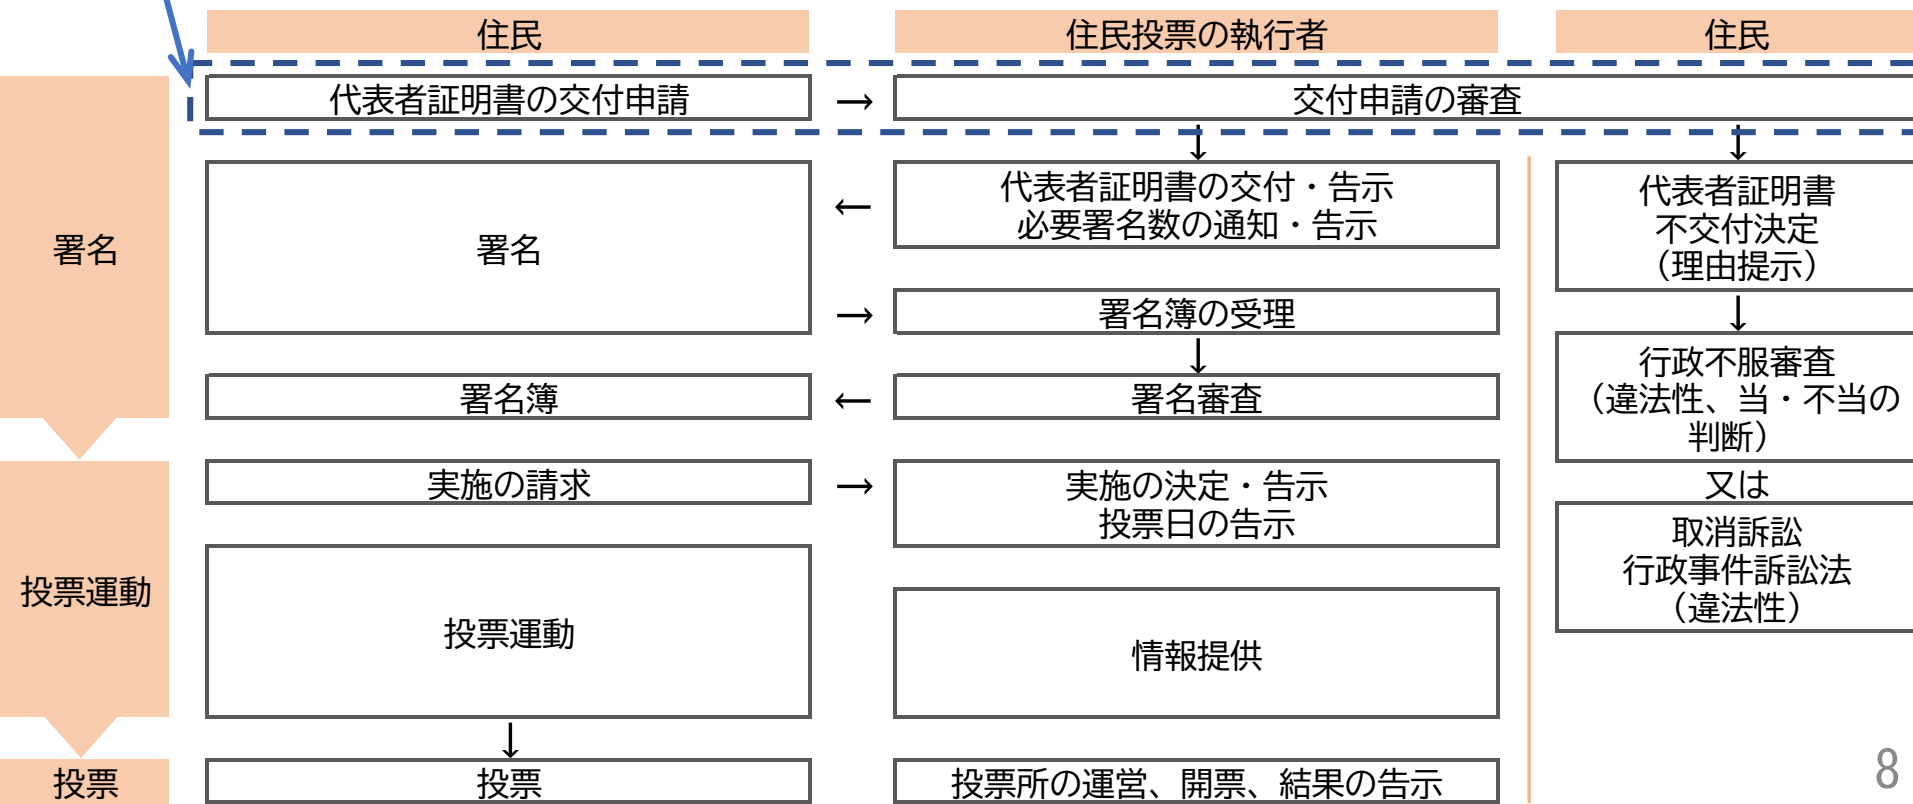 住民
住民投票の執行者
住民
代表者証明書の交付申請
→
交付申請の審査
↓
↓
署名
署名
←
代表者証明書の交付・告示
必要署名数の通知・告示
代表者証明書
不交付決定
（理由提示）
→
署名簿の受理
↓
↓
署名簿
←
署名審査
行政不服審査
（違法性、当・不当の
判断）
実施の請求
→
実施の決定・告示
投票日の告示
又は
取消訴訟
行政事件訴訟法
（違法性）
投票運動
投票運動
情報提供
↓
投票
投票
投票所の運営、開票、結果の告示
8